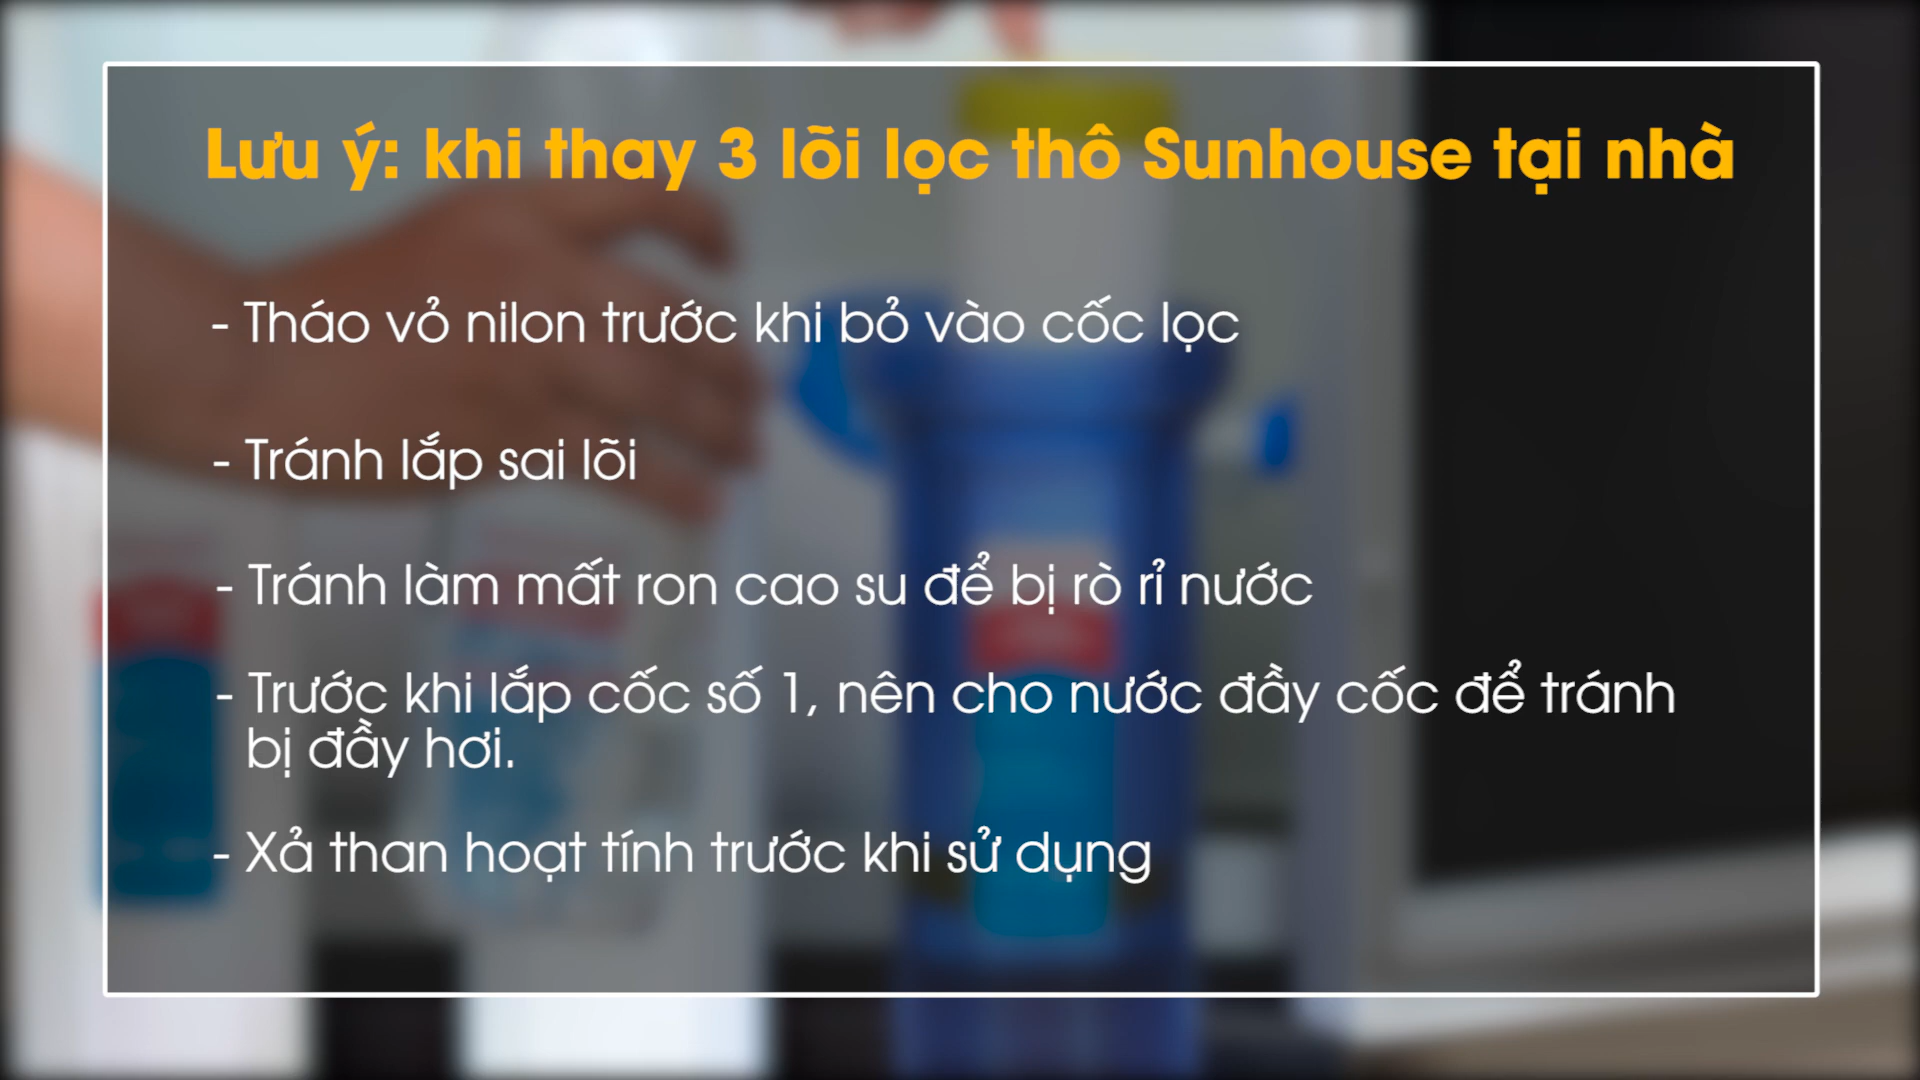 Lưu ý: khi thay 3 lõi lọc thô Sunhouse tại nhà
- Tháo vỏ nilon trước khi bỏ vào cốc lọc
- Tránh lắp sai lõi
- Tránh làm mất ron cao su để bị rò rỉ nước
- Trước khi lắp cốc số 1, nên cho nước đầy cốc để tránh
bị đầy hơi.
- Xả than hoạt tính trước khi sử dụng